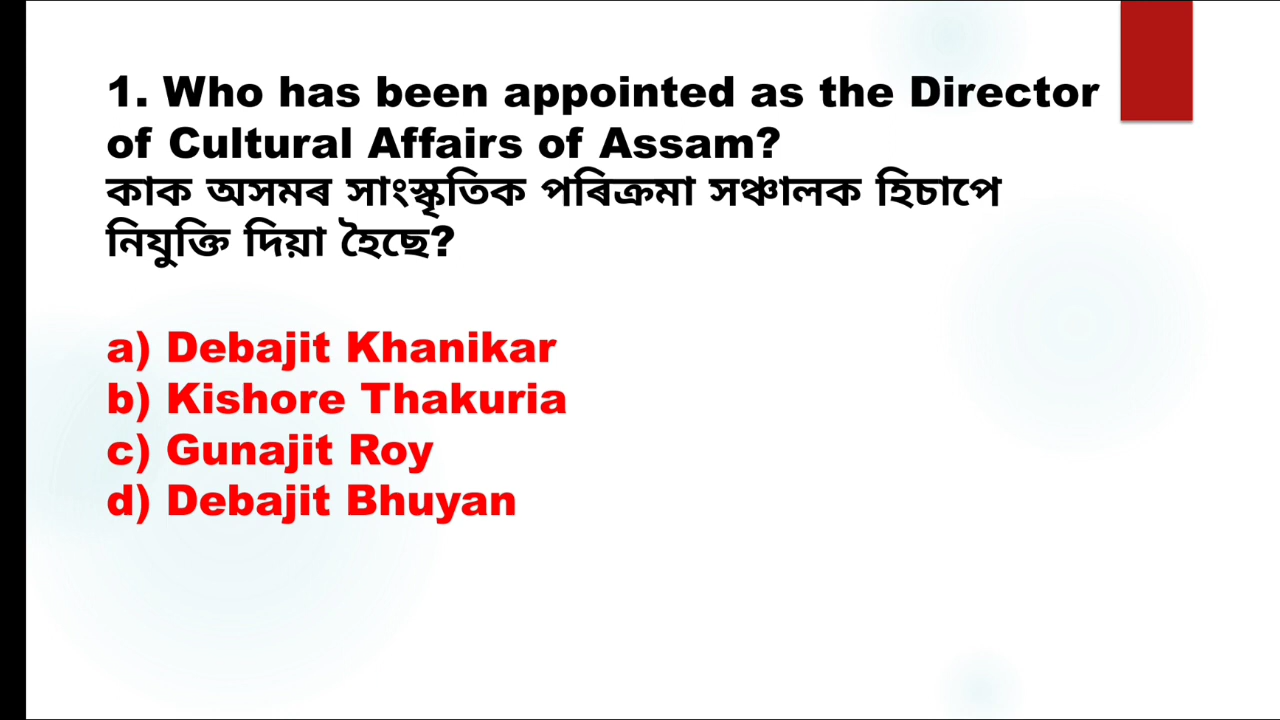 1. Who has been appointed as the Director
of Cultural Affairs of Assam?
কাক অসমৰ সাংস্কৃতিক পৰিক্ৰমা সঞ্চালক হিচাপে
নিযুক্তি দিয়া হৈছে?
a) Debajit Khanikar
b) Kishore Thakuria
c) Gunajit Roy
d) Debajit Bhuyan